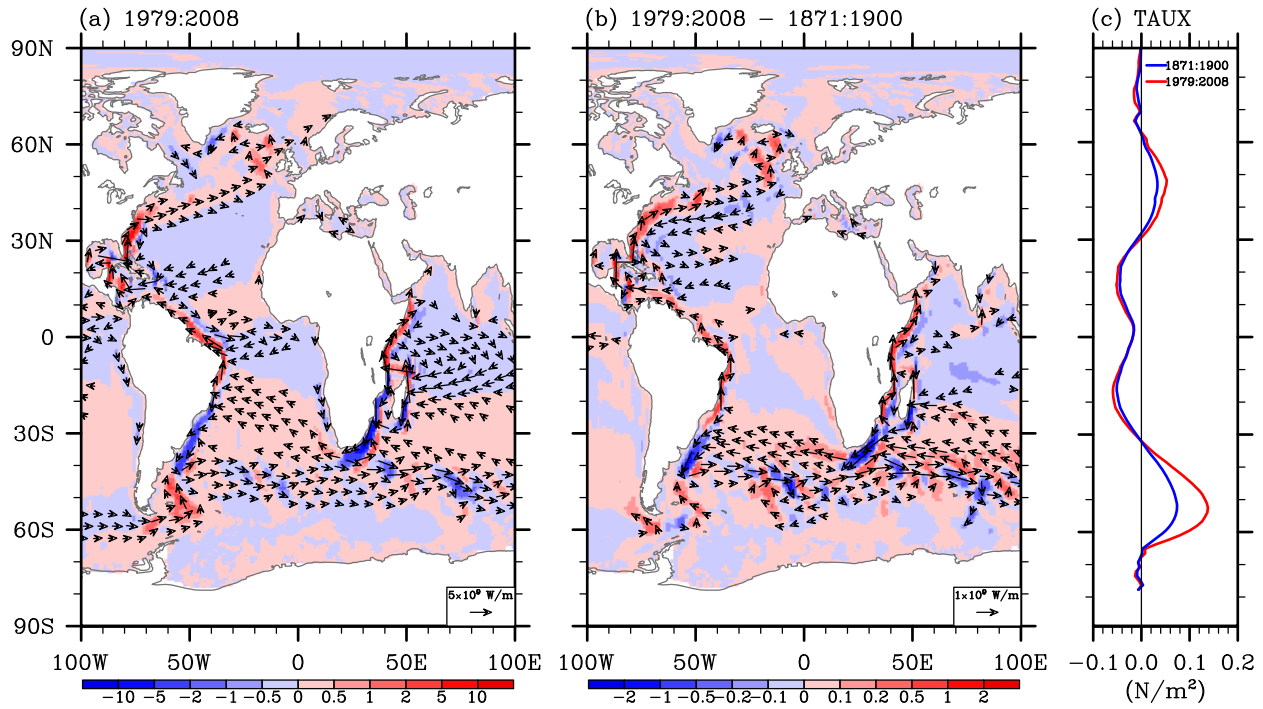 (a) 1979:2008
(b) 1979:2008 − 1871:1900
(c) TAUX
90N
60N
30N
0
30S
60S
90S
1871:1900
1979:2008
5×10⁹ W/m
1×10⁹ W/m
100W 50W 0 50E 100E
100W 50W 0 50E 100E
−0.1 0.0 0.1 0.2
(N/m²)
−10 −5 −2 −1 −0.5 0 0.5 1 2 5 10
−2 −1 −0.5 −0.2 −0.1 0 0.1 0.2 0.5 1 2